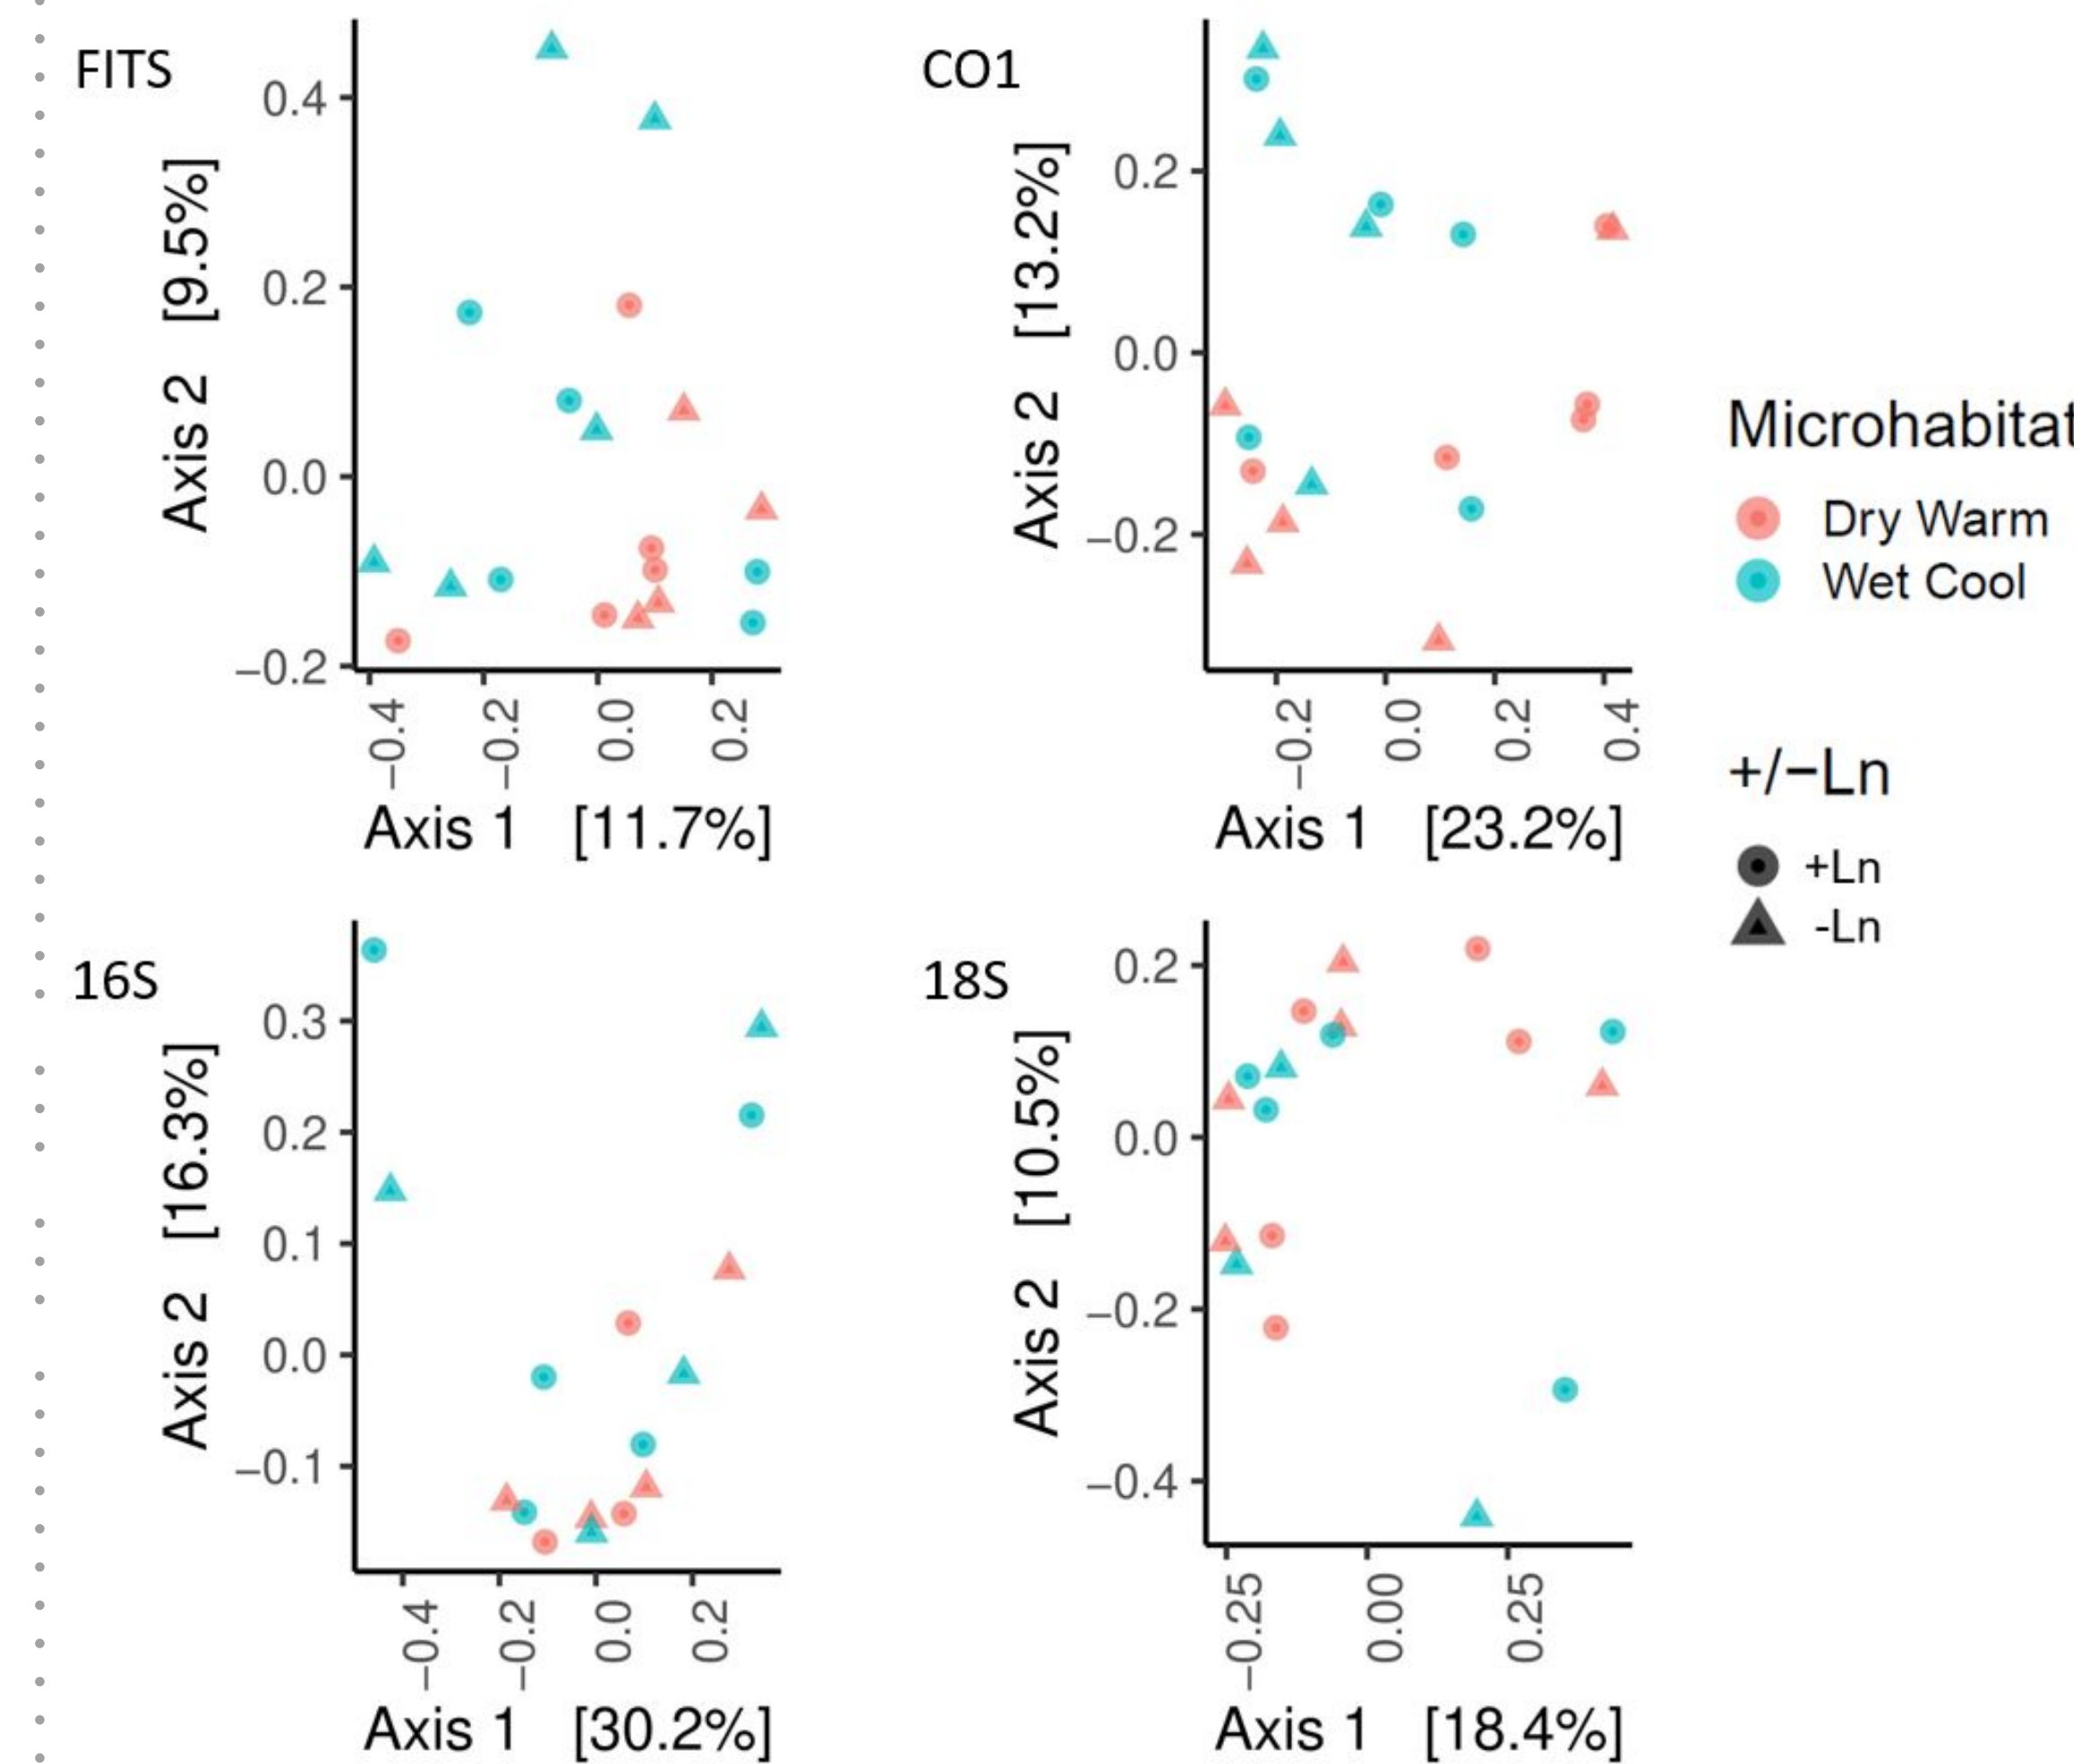 FITS
Axis 2 [9.5%]
0.4
0.2
0.0
−0.2
−0.4
−0.2
0.0
0.2
Axis 1 [11.7%]
CO1
Axis 2 [13.2%]
0.2
0.0
−0.2
−0.2
0.0
0.2
0.4
Axis 1 [23.2%]
Microhabitat
Dry Warm
Wet Cool
+/−Ln
+Ln
-Ln
16S
Axis 2 [16.3%]
0.3
0.2
0.1
0.0
−0.1
−0.4
−0.2
0.0
0.2
Axis 1 [30.2%]
18S
Axis 2 [10.5%]
0.2
0.0
−0.2
−0.4
−0.25
0.00
0.25
Axis 1 [18.4%]